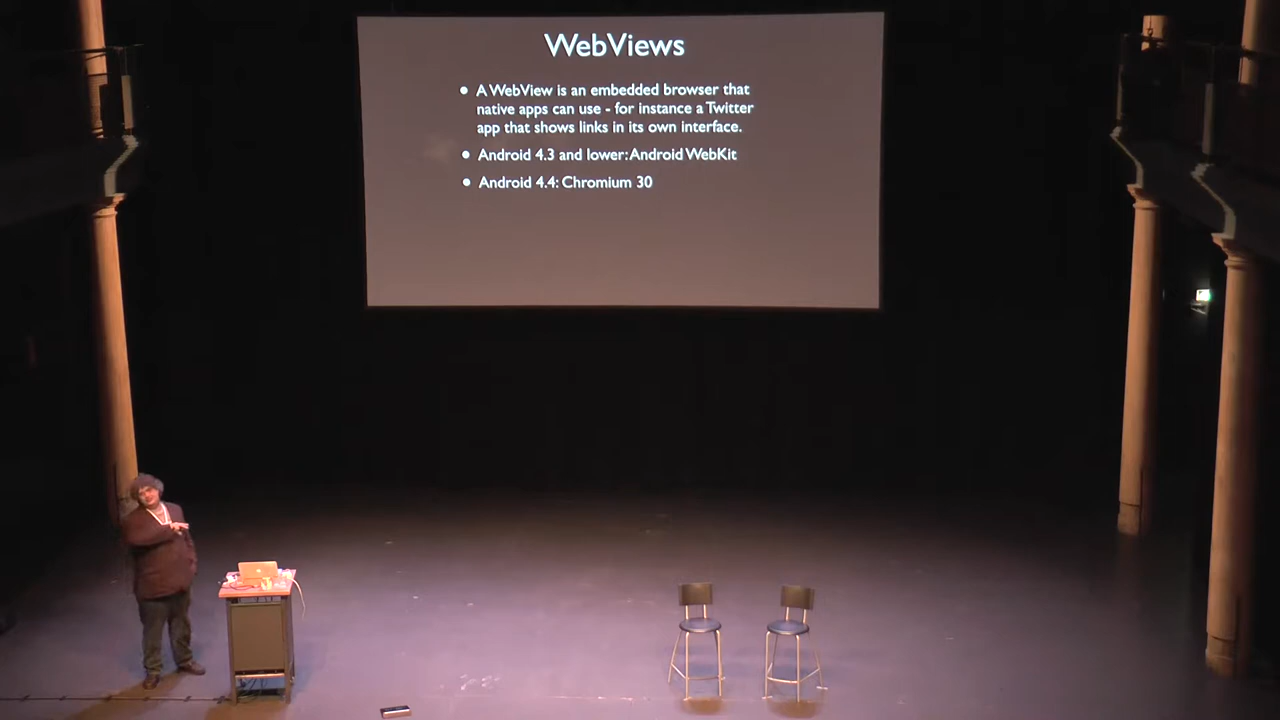 WebViews
• A WebView is an embedded browser that
native apps can use - for instance a Twitter
app that shows links in its own interface.
• Android 4.3 and lower: Android WebKit
• Android 4.4: Chromium 30